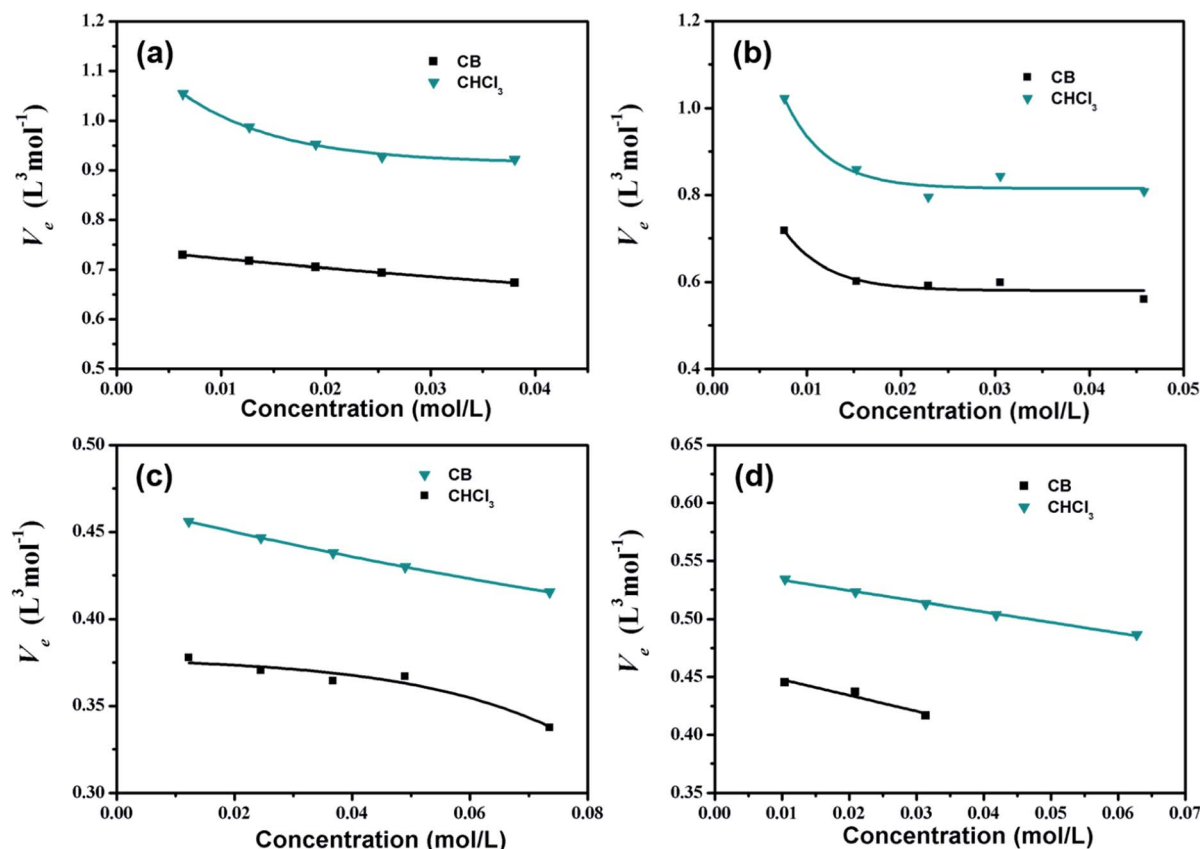 (a)
CB
CHCl₃
1.2
1.1
1.0
0.9
0.8
0.7
0.6
0.5
Vₑ (L³mol⁻¹)
0.00 0.01 0.02 0.03 0.04
Concentration (mol/L)
(b)
CB
CHCl₃
1.2
1.0
0.8
0.6
0.4
Vₑ (L³mol⁻¹)
0.00 0.01 0.02 0.03 0.04 0.05
Concentration (mol/L)
(c)
CB
CHCl₃
0.50
0.45
0.40
0.35
0.30
Vₑ (L³mol⁻¹)
0.00 0.02 0.04 0.06 0.08
Concentration (mol/L)
(d)
CB
CHCl₃
0.65
0.60
0.55
0.50
0.45
0.40
0.35
Vₑ (L³mol⁻¹)
0.00 0.01 0.02 0.03 0.04 0.05 0.06 0.07
Concentration (mol/L)